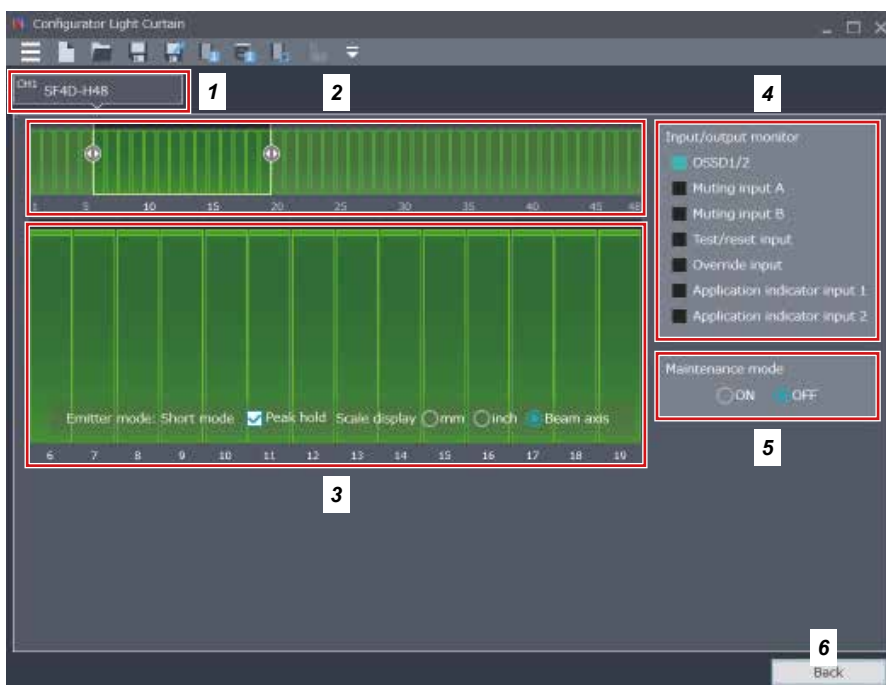 Configurator Light Curtain
CH1 SF4D-H48
1
2
4
1 5 10 15 20 25 30 35 40 45 48
Input/output monitor
OSSD1/2
Muting input A
Muting input B
Test/reset input
Override input
Application indicator input 1
Application indicator input 2
Emitter mode: Short mode Peak hold Scale display mm inch Beam axis
6 7 8 9 10 11 12 13 14 15 16 17 18 19
3
Maintenance mode
ON OFF
5
6
Back